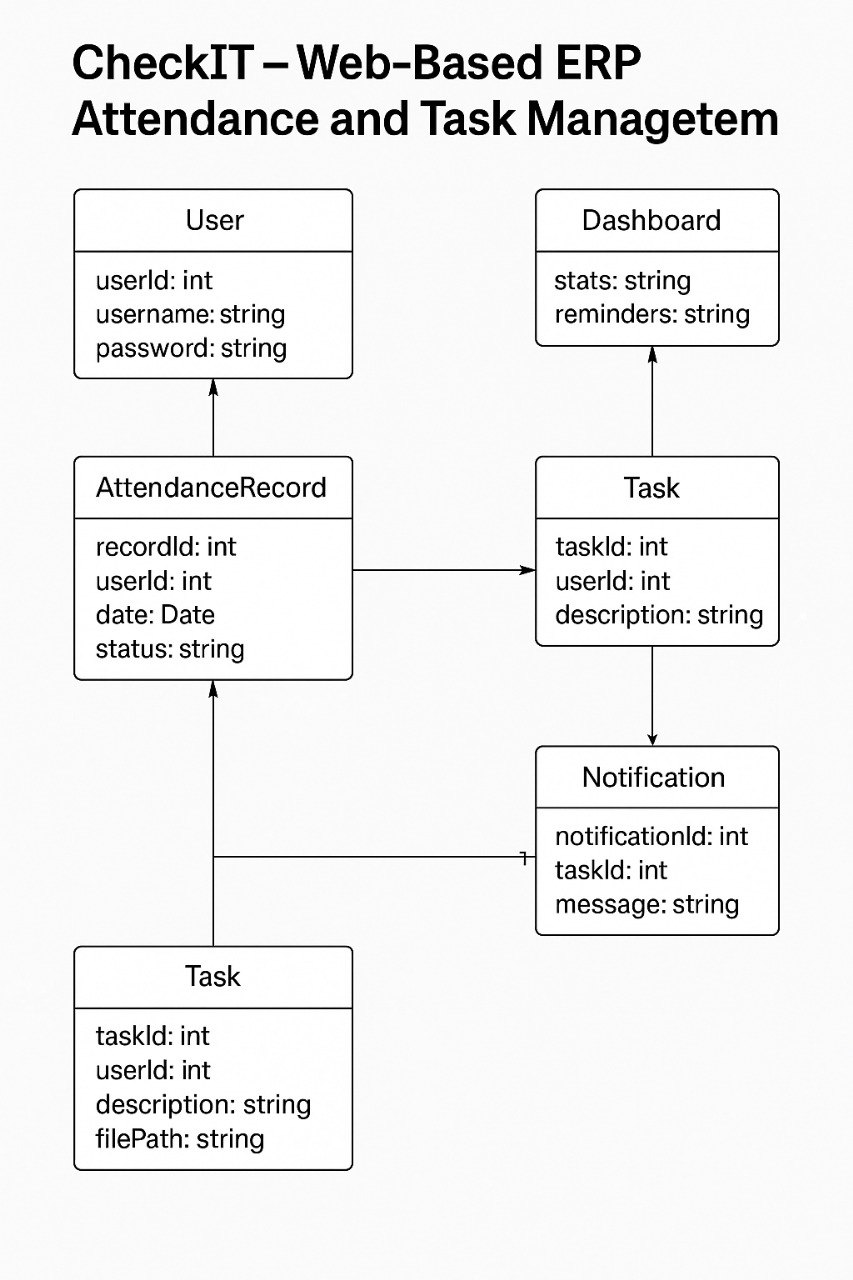 CheckIT – Web-Based ERP
Attendance and Task Managetem
User
userId: int
username: string
password: string
Dashboard
stats: string
reminders: string
AttendanceRecord
recordId: int
userId: int
date: Date
status: string
Task
taskId: int
userId: int
description: string
Notification
notificationId: int
taskId: int
message: string
Task
taskId: int
userId: int
description: string
filePath: string